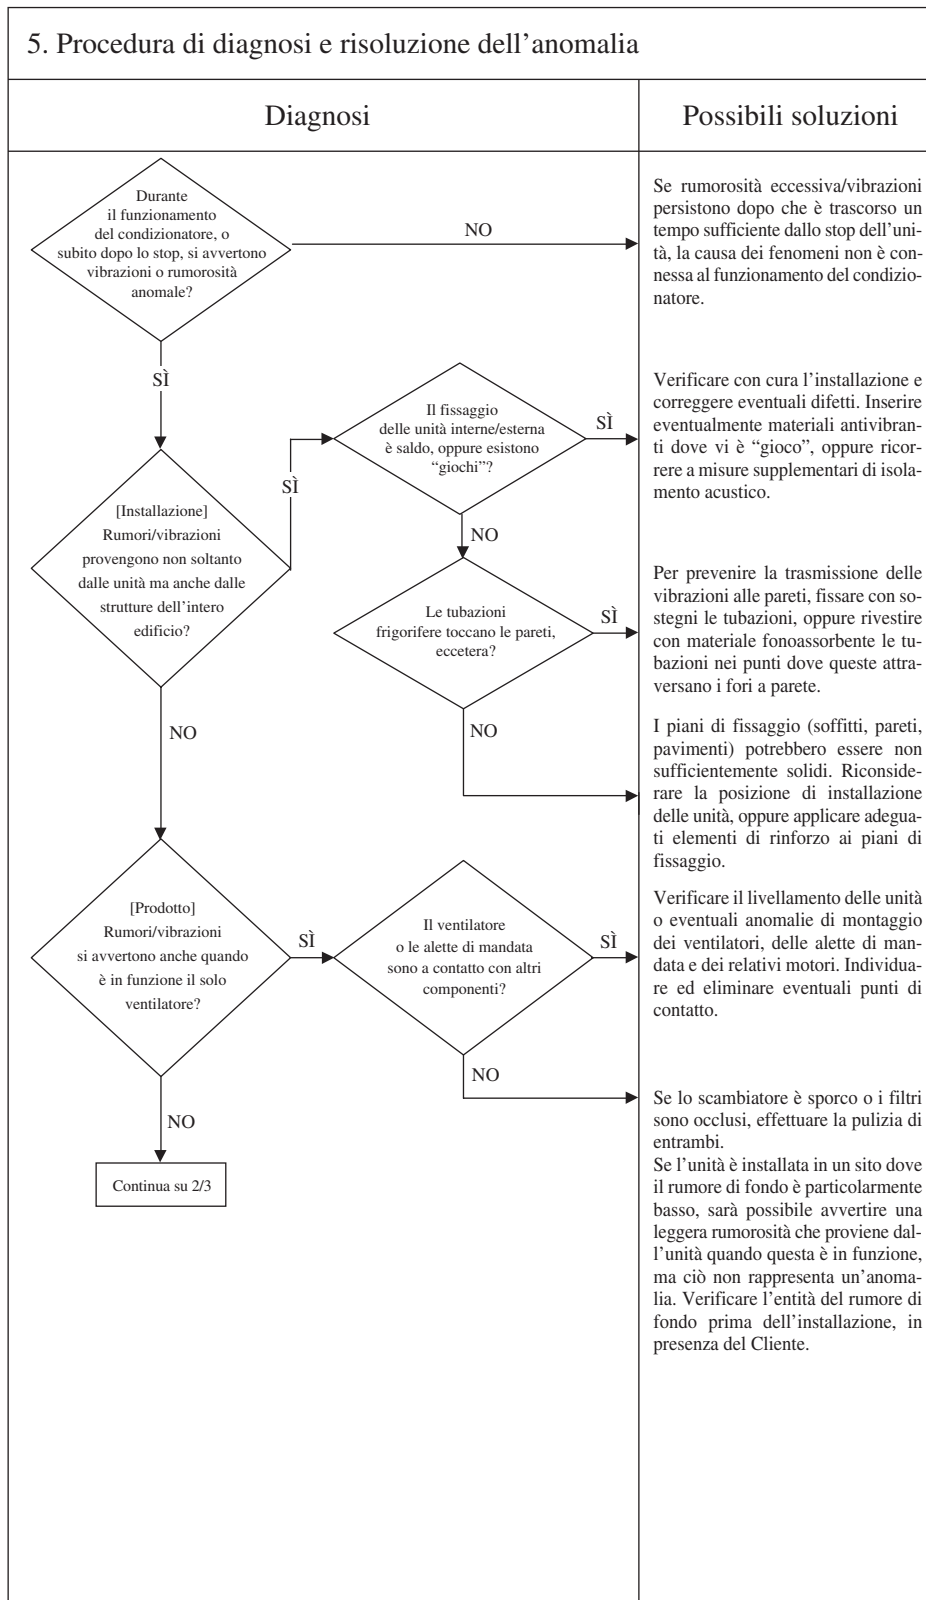 5. Procedura di diagnosi e risoluzione dell'anomalia
Diagnosi
Possibili soluzioni
Durante
il funzionamento
del condizionatore, o
subito dopo lo stop, si avvertono
vibrazioni o rumorosità
anomale?
NO
Se rumorosità eccessiva/vibrazioni
persistono dopo che è trascorso un
tempo sufficiente dallo stop dell'uni-
tà, la causa dei fenomeni non è con-
nessa al funzionamento del condizio-
natore.
SÌ
Il fissaggio
delle unità interne/esterna
è saldo, oppure esistono
“giochi”?
SÌ
Verificare con cura l'installazione e
correggere eventuali difetti. Inserire
eventualmente materiali antivibran-
ti dove vi è “gioco”, oppure ricor-
rere a misure supplementari di isola-
mento acustico.
SÌ
[Installazione]
Rumori/vibrazioni
provengono non soltanto
dalle unità ma anche dalle
strutture dell'intero
edificio?
NO
Le tubazioni
frigorifere toccano le pareti,
eccetera?
SÌ
Per prevenire la trasmissione delle
vibrazioni alle pareti, fissare con so-
stegni le tubazioni, oppure rivestire
con materiale fonoassorbente le tu-
bazioni nei punti dove queste attra-
versano i fori a parete.
NO
NO
I piani di fissaggio (soffitti, pareti,
pavimenti) potrebbero essere non
sufficientemente solidi. Riconside-
rare la posizione di installazione
delle unità, oppure applicare adegua-
ti elementi di rinforzo ai piani di
fissaggio.
[Prodotto]
Rumori/vibrazioni
si avvertono anche quando
è in funzione il solo
ventilatore?
SÌ
Il ventilatore
o le alette di mandata
sono a contatto con altri
componenti?
SÌ
Verificare il livellamento delle unità
o eventuali anomalie di montaggio
dei ventilatori, delle alette di man-
data e dei relativi motori. Individua-
re ed eliminare eventuali punti di
contatto.
NO
NO
Continua su 2/3
Se lo scambiatore è sporco o i filtri
sono occlusi, effettuare la pulizia di
entrambi.
Se l'unità è installata in un sito dove
il rumore di fondo è particolarmente
basso, sarà possibile avvertire una
leggera rumorosità che proviene dal-
l'unità quando questa è in funzione,
ma ciò non rappresenta un'anoma-
lia. Verificare l'entità del rumore di
fondo prima dell'installazione, in
presenza del Cliente.